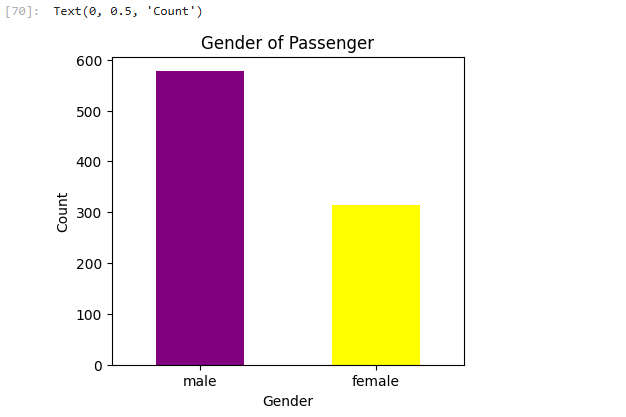 [70]: Text(0, 0.5, 'Count')
Gender of Passenger
600
500
400
300
200
100
0
Count
male female
Gender